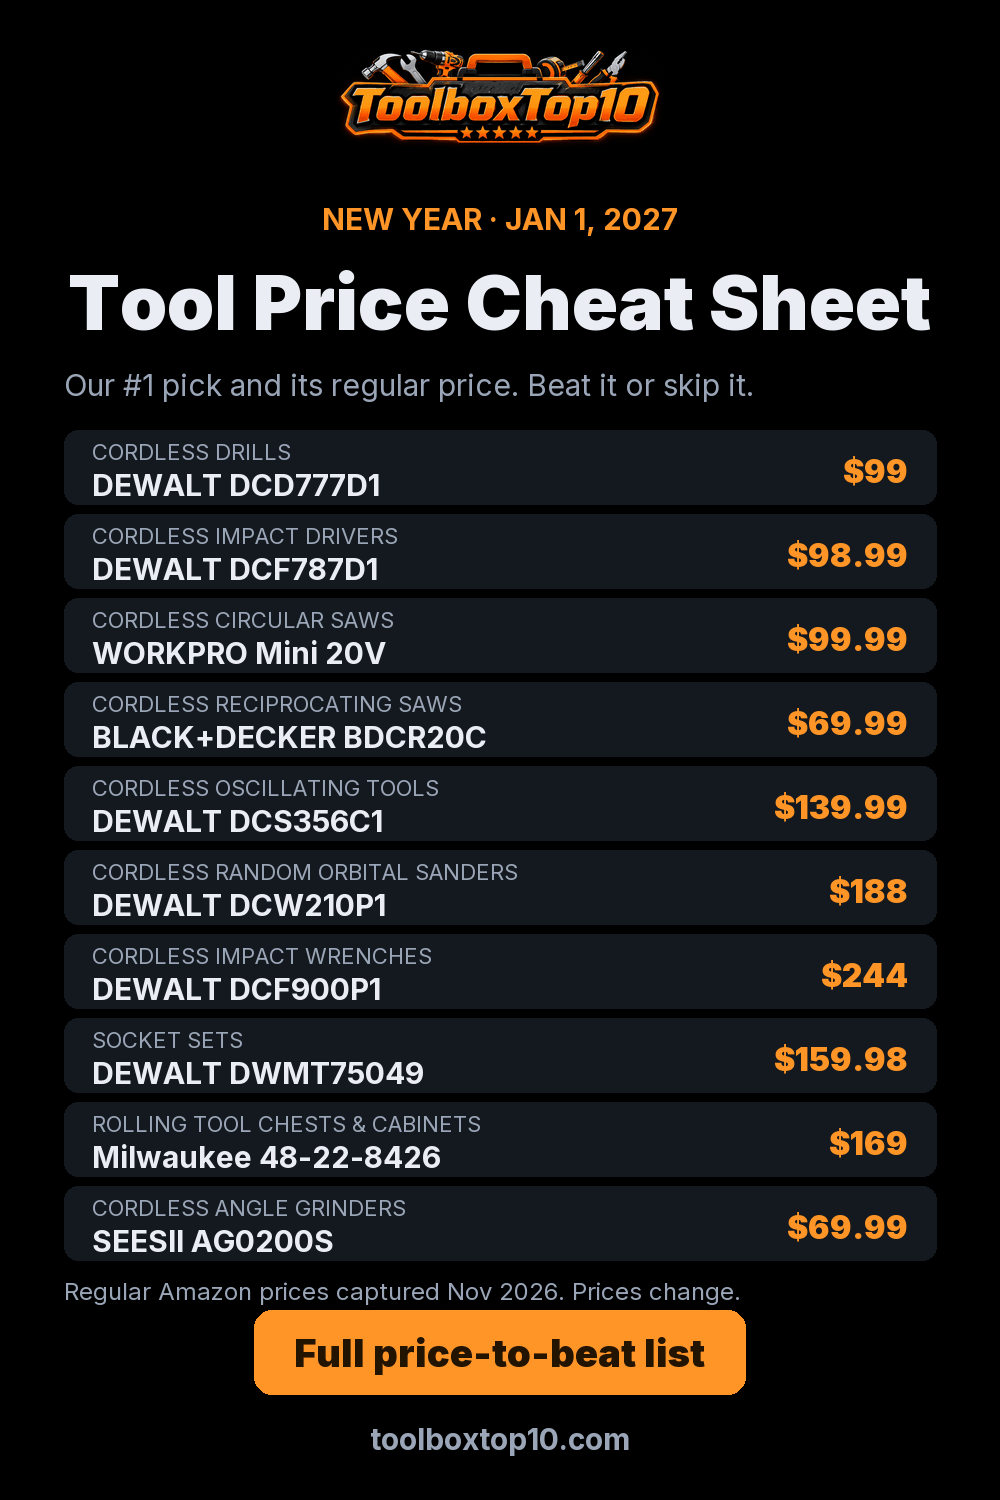 ToolboxTop10
NEW YEAR · JAN 1, 2027
Tool Price Cheat Sheet
Our #1 pick and its regular price. Beat it or skip it.
CORDLESS DRILLS
DEWALT DCD777D1
$99
CORDLESS IMPACT DRIVERS
DEWALT DCF787D1
$98.99
CORDLESS CIRCULAR SAWS
WORKPRO Mini 20V
$99.99
CORDLESS RECIPROCATING SAWS
BLACK+DECKER BDCR20C
$69.99
CORDLESS OSCILLATING TOOLS
DEWALT DCS356C1
$139.99
CORDLESS RANDOM ORBITAL SANDERS
DEWALT DCW210P1
$188
CORDLESS IMPACT WRENCHES
DEWALT DCF900P1
$244
SOCKET SETS
DEWALT DWMT75049
$159.98
ROLLING TOOL CHESTS & CABINETS
Milwaukee 48-22-8426
$169
CORDLESS ANGLE GRINDERS
SEESII AG0200S
$69.99
Regular Amazon prices captured Nov 2026. Prices change.
Full price-to-beat list
toolboxtop10.com